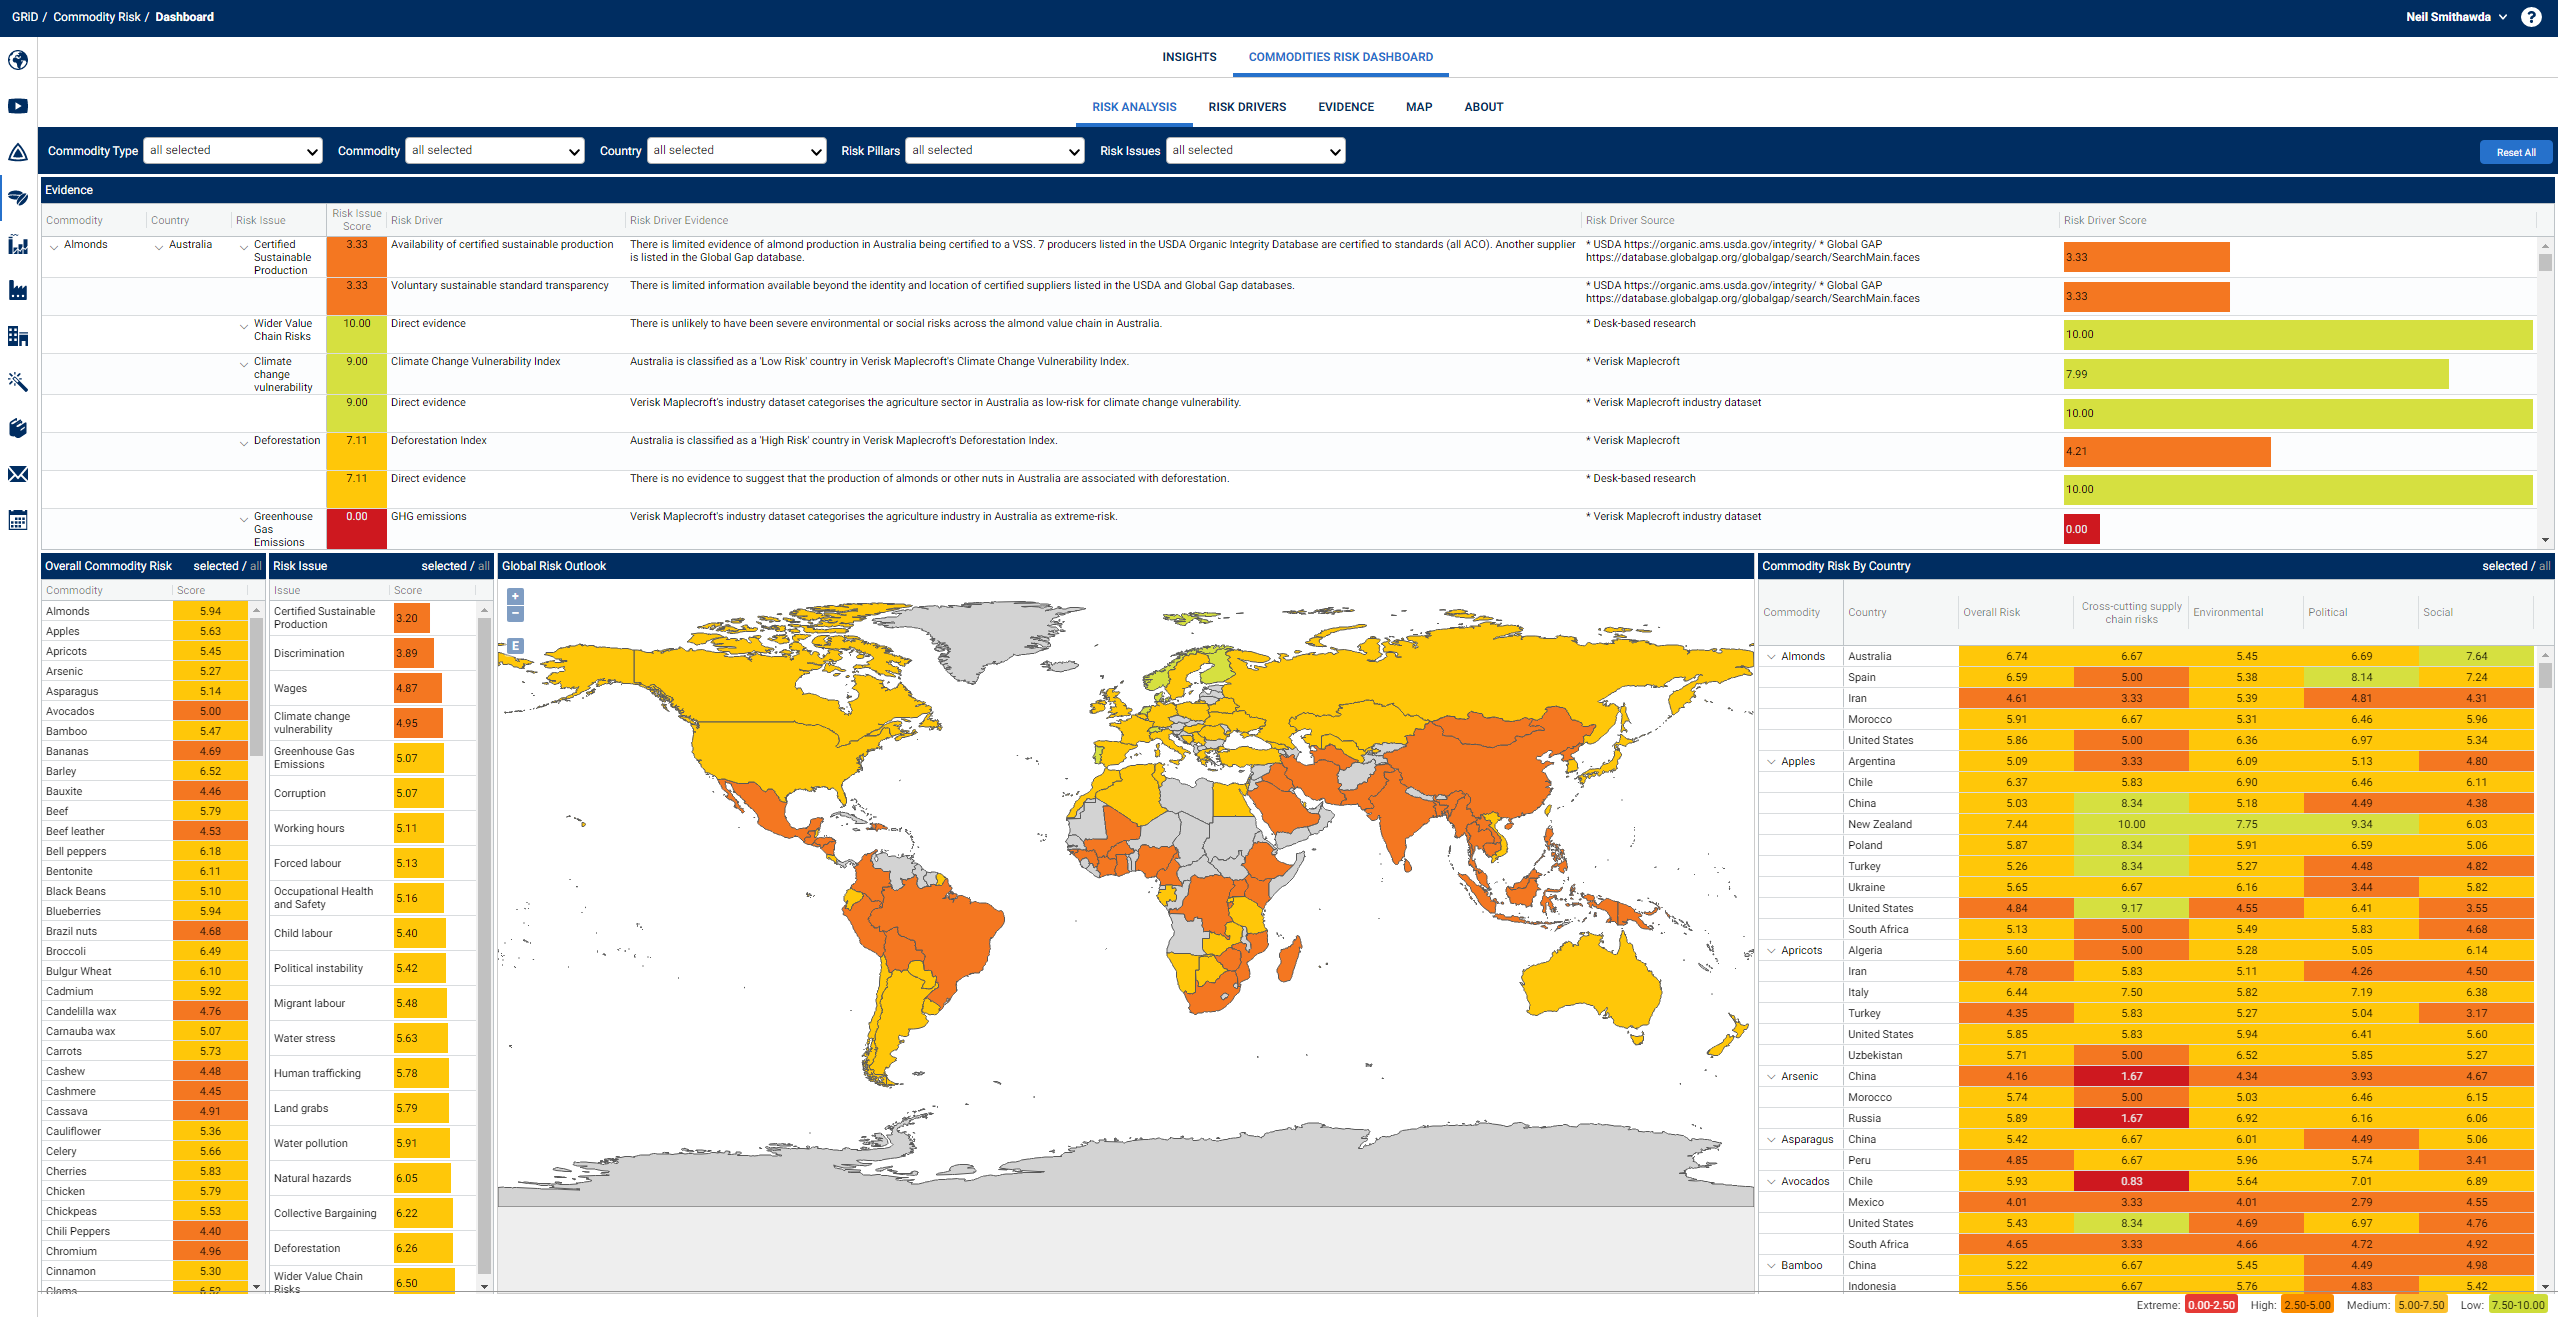 GRiD / Commodity Risk / Dashboard
Neil Smithawda
?
INSIGHTS
COMMODITIES RISK DASHBOARD
RISK ANALYSIS
RISK DRIVERS
EVIDENCE
MAP
ABOUT
Commodity Type all selected
Commodity all selected
Country all selected
Risk Pillars all selected
Risk Issues all selected
Reset All
Evidence
Commodity Country Risk Issue Risk Issue Score Risk Driver Risk Driver Evidence Risk Driver Source Risk Driver Score
Almonds Australia Certified Sustainable Production 3.33 Availability of certified sustainable production There is limited evidence of almond production in Australia being certified to a VSS. 7 producers listed in the USDA Organic Integrity Database are certified to standards (all ACO). Another supplier is listed in the Global Gap database. * USDA https://organic.ams.usda.gov/integrity/ * Global GAP https://database.globalgap.org/globalgap/search/SearchMain.faces 3.33
3.33 Voluntary sustainable standard transparency There is limited information available beyond the identity and location of certified suppliers listed in the USDA and Global Gap databases. * USDA https://organic.ams.usda.gov/integrity/ * Global GAP https://database.globalgap.org/globalgap/search/SearchMain.faces 3.33
Wider Value Chain Risks 10.00 Direct evidence There is unlikely to have been severe environmental or social risks across the almond value chain in Australia. * Desk-based research 10.00
Climate change vulnerability 9.00 Climate Change Vulnerability Index Australia is classified as a 'Low Risk' country in Verisk Maplecroft's Climate Change Vulnerability Index. * Verisk Maplecroft 7.99
9.00 Direct evidence Verisk Maplecroft's industry dataset categorises the agriculture sector in Australia as low-risk for climate change vulnerability. * Verisk Maplecroft industry dataset 10.00
Deforestation 7.11 Deforestation Index Australia is classified as a 'High Risk' country in Verisk Maplecroft's Deforestation Index. * Verisk Maplecroft 4.21
7.11 Direct evidence There is no evidence to suggest that the production of almonds or other nuts in Australia are associated with deforestation. * Desk-based research 10.00
Greenhouse Gas Emissions 0.00 GHG emissions Verisk Maplecroft's industry dataset categorises the agriculture industry in Australia as extreme-risk. * Verisk Maplecroft industry dataset 0.00
Overall Commodity Risk selected / all
Commodity Score
Almonds 5.94
Apples 5.63
Apricots 5.45
Arsenic 5.27
Asparagus 5.14
Avocados 5.00
Bamboo 5.47
Bananas 4.69
Barley 6.52
Bauxite 4.46
Beef 5.79
Beef leather 4.53
Bell peppers 6.18
Bentonite 6.11
Black Beans 5.10
Blueberries 5.94
Brazil nuts 4.68
Broccoli 6.49
Bulgur Wheat 6.10
Cadmium 5.92
Candelilla wax 4.76
Carnauba wax 5.07
Carrots 5.73
Cashew 4.48
Cashmere 4.45
Cassava 4.91
Cauliflower 5.36
Celery 5.66
Cherries 5.83
Chicken 5.79
Chickpeas 5.53
Chili Peppers 4.40
Chromium 4.96
Cinnamon 5.30
Clams 6.52
Risk Issue selected / all
Issue Score
Certified Sustainable Production 3.20
Discrimination 3.89
Wages 4.87
Climate change vulnerability 4.95
Greenhouse Gas Emissions 5.07
Corruption 5.07
Working hours 5.11
Forced labour 5.13
Occupational Health and Safety 5.16
Child labour 5.40
Political instability 5.42
Migrant labour 5.48
Water stress 5.63
Human trafficking 5.78
Land grabs 5.79
Water pollution 5.91
Natural hazards 6.05
Collective Bargaining 6.22
Deforestation 6.26
Wider Value Chain Risks 6.50
Global Risk Outlook
+
−
E
Commodity Risk By Country selected / all
Commodity Country Overall Risk Cross-cutting supply chain risks Environmental Political Social
Almonds Australia 6.74 6.67 5.45 6.69 7.64
Spain 6.59 5.00 5.38 8.14 7.24
Iran 4.61 3.33 5.39 4.81 4.31
Morocco 5.91 6.67 5.31 6.46 5.96
United States 5.86 5.00 6.36 6.97 5.34
Apples Argentina 5.09 3.33 6.09 5.13 4.80
Chile 6.37 5.83 6.90 6.46 6.11
China 5.03 8.34 5.18 4.49 4.38
New Zealand 7.44 10.00 7.75 9.34 6.03
Poland 5.87 8.34 5.91 6.59 5.06
Turkey 5.26 8.34 5.27 4.48 4.82
Ukraine 5.65 6.67 6.16 3.44 5.82
United States 4.84 9.17 4.55 6.41 3.55
South Africa 5.13 5.00 5.49 5.83 4.68
Apricots Algeria 5.60 5.00 5.28 5.05 6.14
Iran 4.78 5.83 5.11 4.26 4.50
Italy 6.44 7.50 5.82 7.19 6.38
Turkey 4.35 5.83 5.27 5.04 3.17
United States 5.85 5.83 5.94 6.41 5.60
Uzbekistan 5.71 5.00 6.52 5.85 5.27
Arsenic China 4.16 1.67 4.34 3.93 4.67
Morocco 5.74 5.00 5.03 6.46 6.15
Russia 5.89 1.67 6.92 6.16 6.06
Asparagus China 5.42 6.67 6.01 4.49 5.06
Peru 4.85 6.67 5.96 5.74 3.41
Avocados Chile 5.93 0.83 5.64 7.01 6.89
Mexico 4.01 3.33 4.01 2.79 4.55
United States 5.43 8.34 4.69 6.97 4.76
South Africa 4.65 3.33 4.66 4.72 4.92
Bamboo China 5.22 6.67 5.45 4.49 4.98
Indonesia 5.56 6.67 5.76 4.83 5.42
Extreme: 0.00-2.50 High: 2.50-5.00 Medium: 5.00-7.50 Low: 7.50-10.00